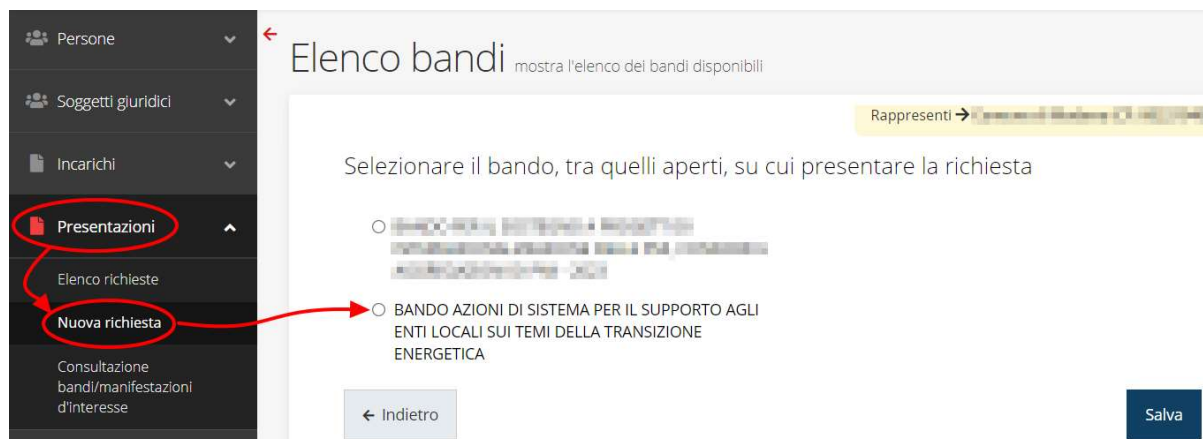 Persone
Soggetti giuridici
Incarichi
Presentazioni
Elenco richieste
Nuova richiesta
Consultazione
bandi/manifestazioni
d'interesse
Elenco bandi mostra l'elenco dei bandi disponibili
Rappresenti →
Selezionare il bando, tra quelli aperti, su cui presentare la richiesta
BANDO AZIONI DI SISTEMA PER IL SUPPORTO AGLI
ENTI LOCALI SUI TEMI DELLA TRANSIZIONE
ENERGETICA
← Indietro
Salva